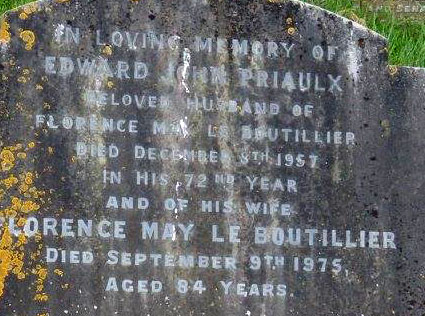 IN LOVING MEMORY OF
EDWARD JOHN PRIAULX
BELOVED HUSBAND OF
FLORENCE MAY LE BOUTILLIER
DIED DECEMBER 8TH 1957
IN HIS 72ND YEAR
AND OF HIS WIFE
FLORENCE MAY LE BOUTILLIER
DIED SEPTEMBER 9TH 1975,
AGED 84 YEARS.